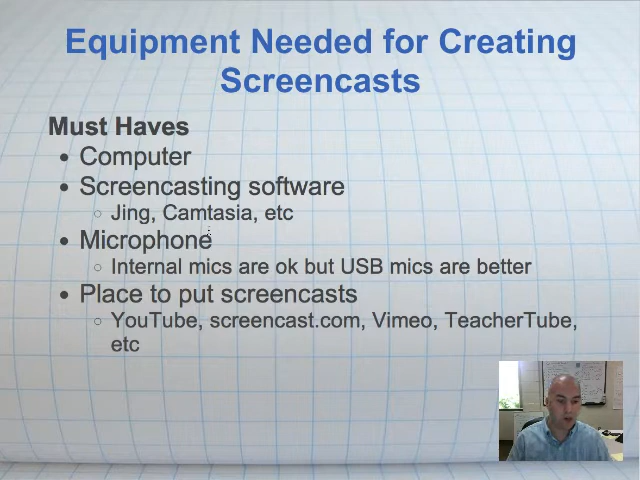 Equipment Needed for Creating
Screencasts
Must Haves
• Computer
• Screencasting software
○ Jing, Camtasia, etc
• Microphone
○ Internal mics are ok but USB mics are better
• Place to put screencasts
○ YouTube, screencast.com, Vimeo, TeacherTube,
etc